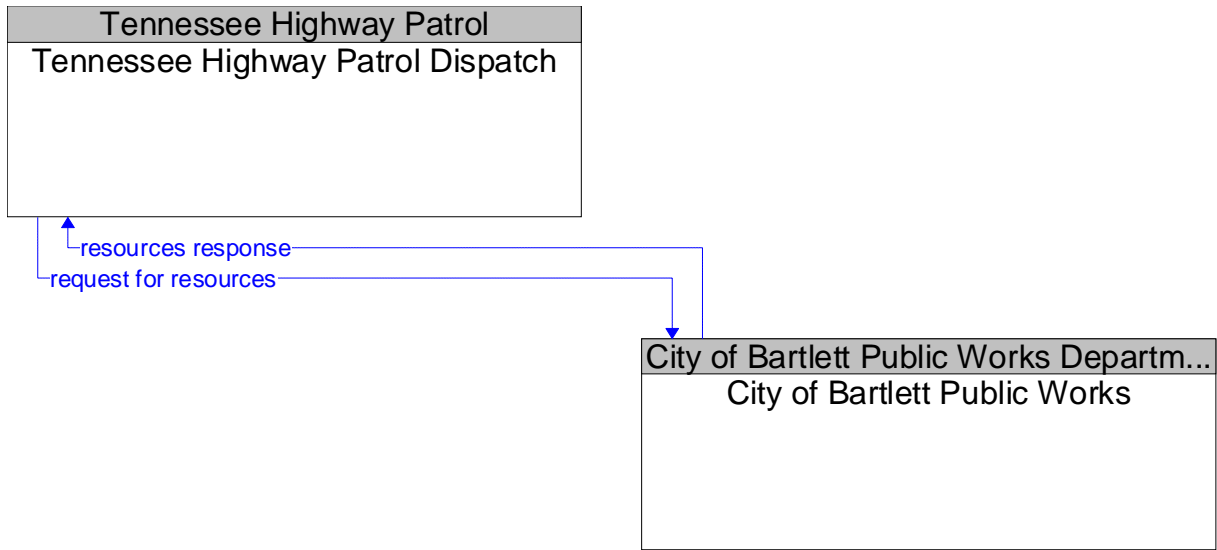 Tennessee Highway Patrol
Tennessee Highway Patrol Dispatch
resources response
request for resources
City of Bartlett Public Works Departm...
City of Bartlett Public Works